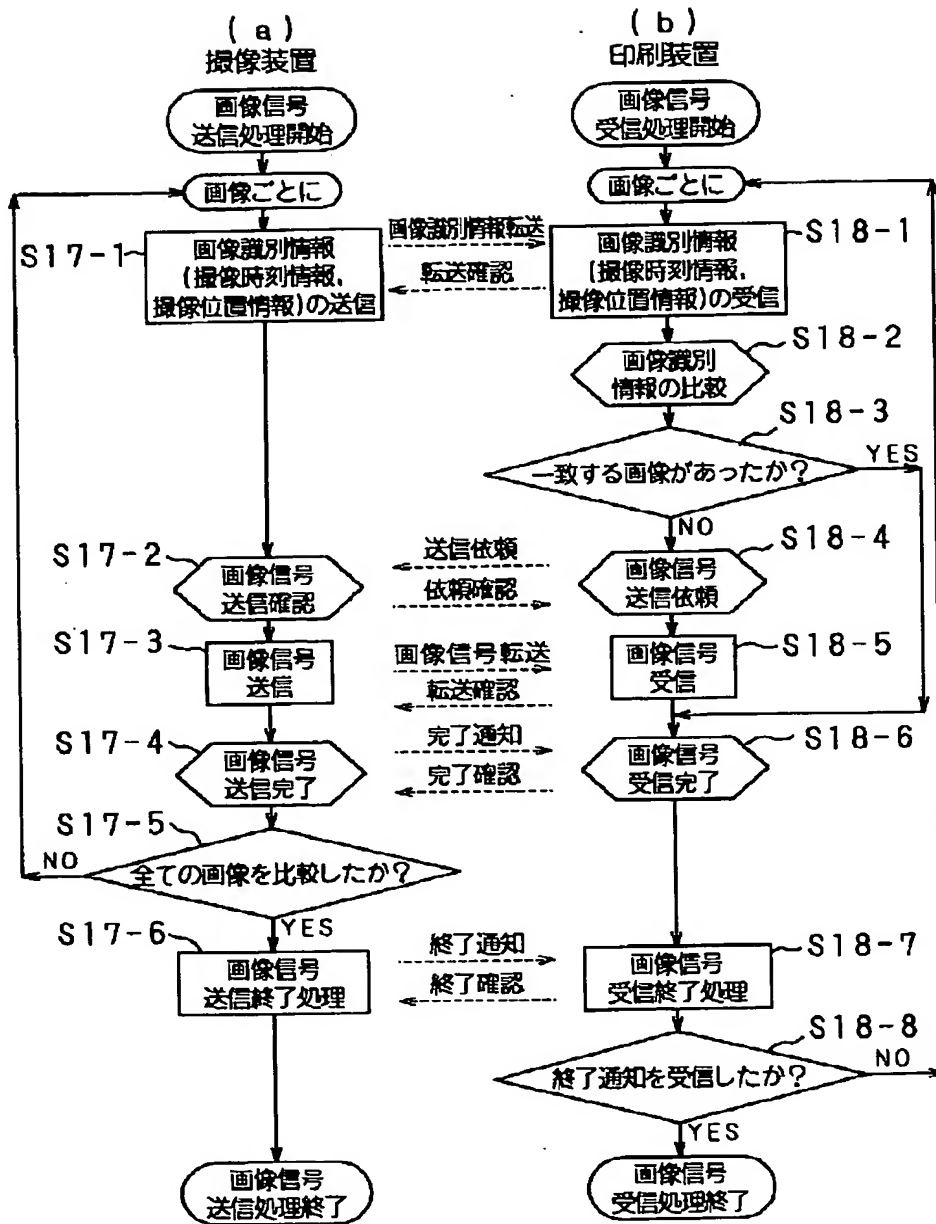 (a)
撮像装置
(b)
印刷装置
画像信号
送信処理開始
画像信号
受信処理開始
画像ごとに
画像ごとに
S17-1
画像識別情報
(撮像時刻情報,
撮像位置情報)の送信
画像識別情報転送
転送確認
画像識別情報
(撮像時刻情報,
撮像位置情報)の受信
S18-1
画像識別
情報の比較
S18-2
一致する画像があったか?
S18-3
YES
NO
S17-2
画像信号
送信確認
送信依頼
依頼確認
画像信号
送信依頼
S18-4
S17-3
画像信号
送信
画像信号転送
転送確認
画像信号
受信
S18-5
S17-4
画像信号
送信完了
完了通知
完了確認
画像信号
受信完了
S18-6
S17-5
NO
全ての画像を比較したか?
YES
S17-6
画像信号
送信終了処理
終了通知
終了確認
画像信号
受信終了処理
S18-7
S18-8
終了通知を受信したか?
NO
YES
画像信号
送信処理終了
画像信号
受信処理終了